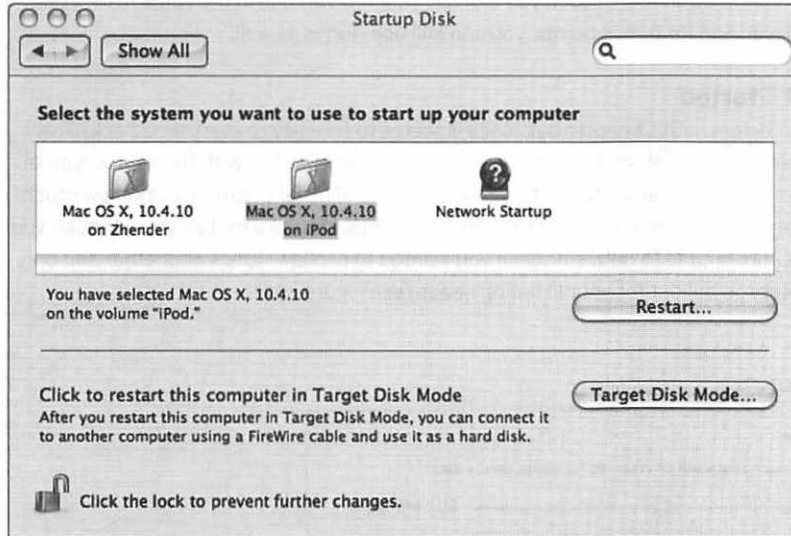 Startup Disk
Show All
Select the system you want to use to start up your computer
Mac OS X, 10.4.10
on Zhender
Mac OS X, 10.4.10
on iPod
Network Startup
You have selected Mac OS X, 10.4.10
on the volume "iPod."
Restart...
Click to restart this computer in Target Disk Mode
Target Disk Mode...
After you restart this computer in Target Disk Mode, you can connect it
to another computer using a FireWire cable and use it as a hard disk.
Click the lock to prevent further changes.